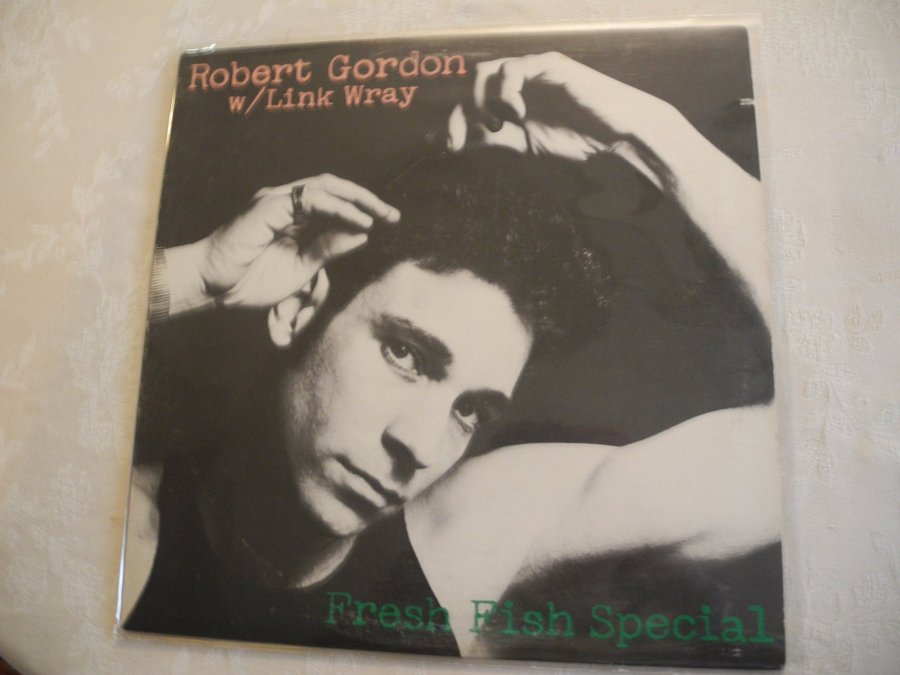 Robert Gordon
w/Link Wray
Fresh Fish Special